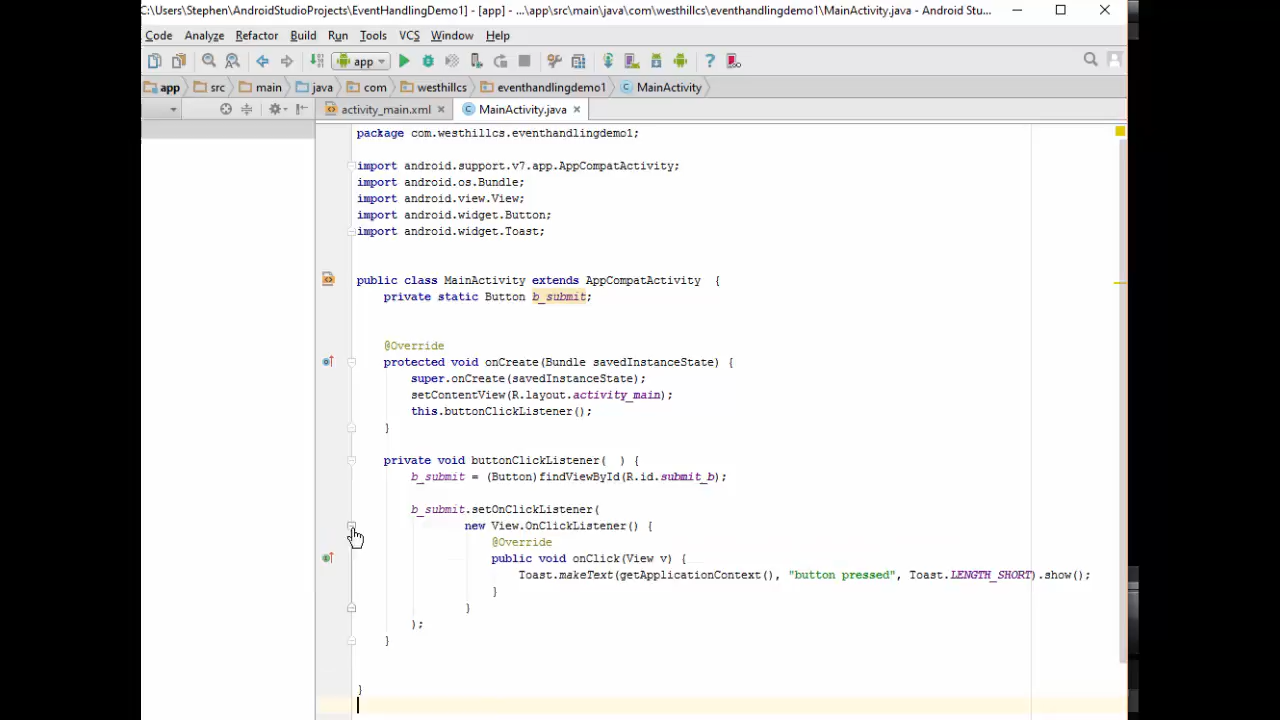 C:\Users\Stephen\AndroidStudioProjects\EventHandlingDemo1] - [app] - ...\app\src\main\java\com\westhillcs\eventhandlingdemo1\MainActivity.java - Android Stu...
Code Analyze Refactor Build Run Tools VCS Window Help
app
app src main java com westhillcs eventhandlingdemo1 MainActivity
activity_main.xml MainActivity.java
package com.westhillcs.eventhandlingdemo1;
import android.support.v7.app.AppCompatActivity;
import android.os.Bundle;
import android.view.View;
import android.widget.Button;
import android.widget.Toast;
public class MainActivity extends AppCompatActivity {
private static Button b_submit;
@Override
protected void onCreate(Bundle savedInstanceState) {
super.onCreate(savedInstanceState);
setContentView(R.layout.activity_main);
this.buttonClickListener();
}
private void buttonClickListener( ) {
b_submit = (Button)findViewById(R.id.submit_b);
b_submit.setOnClickListener(
new View.OnClickListener() {
@Override
public void onClick(View v) {
Toast.makeText(getApplicationContext(), "button pressed", Toast.LENGTH_SHORT).show();
}
}
);
}
}